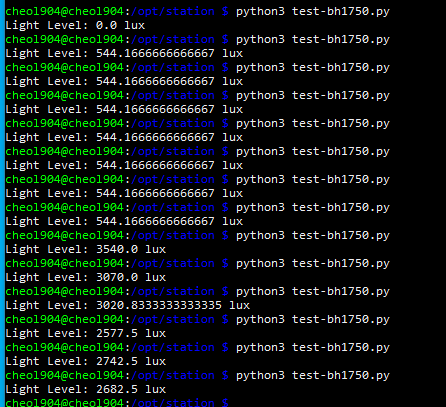 cheol904@cheol904:/opt/station $ python3 test-bh1750.py
Light Level: 0.0 lux
cheol904@cheol904:/opt/station $ python3 test-bh1750.py
Light Level: 544.1666666666667 lux
cheol904@cheol904:/opt/station $ python3 test-bh1750.py
Light Level: 544.1666666666667 lux
cheol904@cheol904:/opt/station $ python3 test-bh1750.py
Light Level: 544.1666666666667 lux
cheol904@cheol904:/opt/station $ python3 test-bh1750.py
Light Level: 544.1666666666667 lux
cheol904@cheol904:/opt/station $ python3 test-bh1750.py
Light Level: 544.1666666666667 lux
cheol904@cheol904:/opt/station $ python3 test-bh1750.py
Light Level: 544.1666666666667 lux
cheol904@cheol904:/opt/station $ python3 test-bh1750.py
Light Level: 544.1666666666667 lux
cheol904@cheol904:/opt/station $ python3 test-bh1750.py
Light Level: 3540.0 lux
cheol904@cheol904:/opt/station $ python3 test-bh1750.py
Light Level: 3070.0 lux
cheol904@cheol904:/opt/station $ python3 test-bh1750.py
Light Level: 3020.8333333333335 lux
cheol904@cheol904:/opt/station $ python3 test-bh1750.py
Light Level: 2577.5 lux
cheol904@cheol904:/opt/station $ python3 test-bh1750.py
Light Level: 2742.5 lux
cheol904@cheol904:/opt/station $ python3 test-bh1750.py
Light Level: 2682.5 lux
cheol904@cheol904:/opt/station $